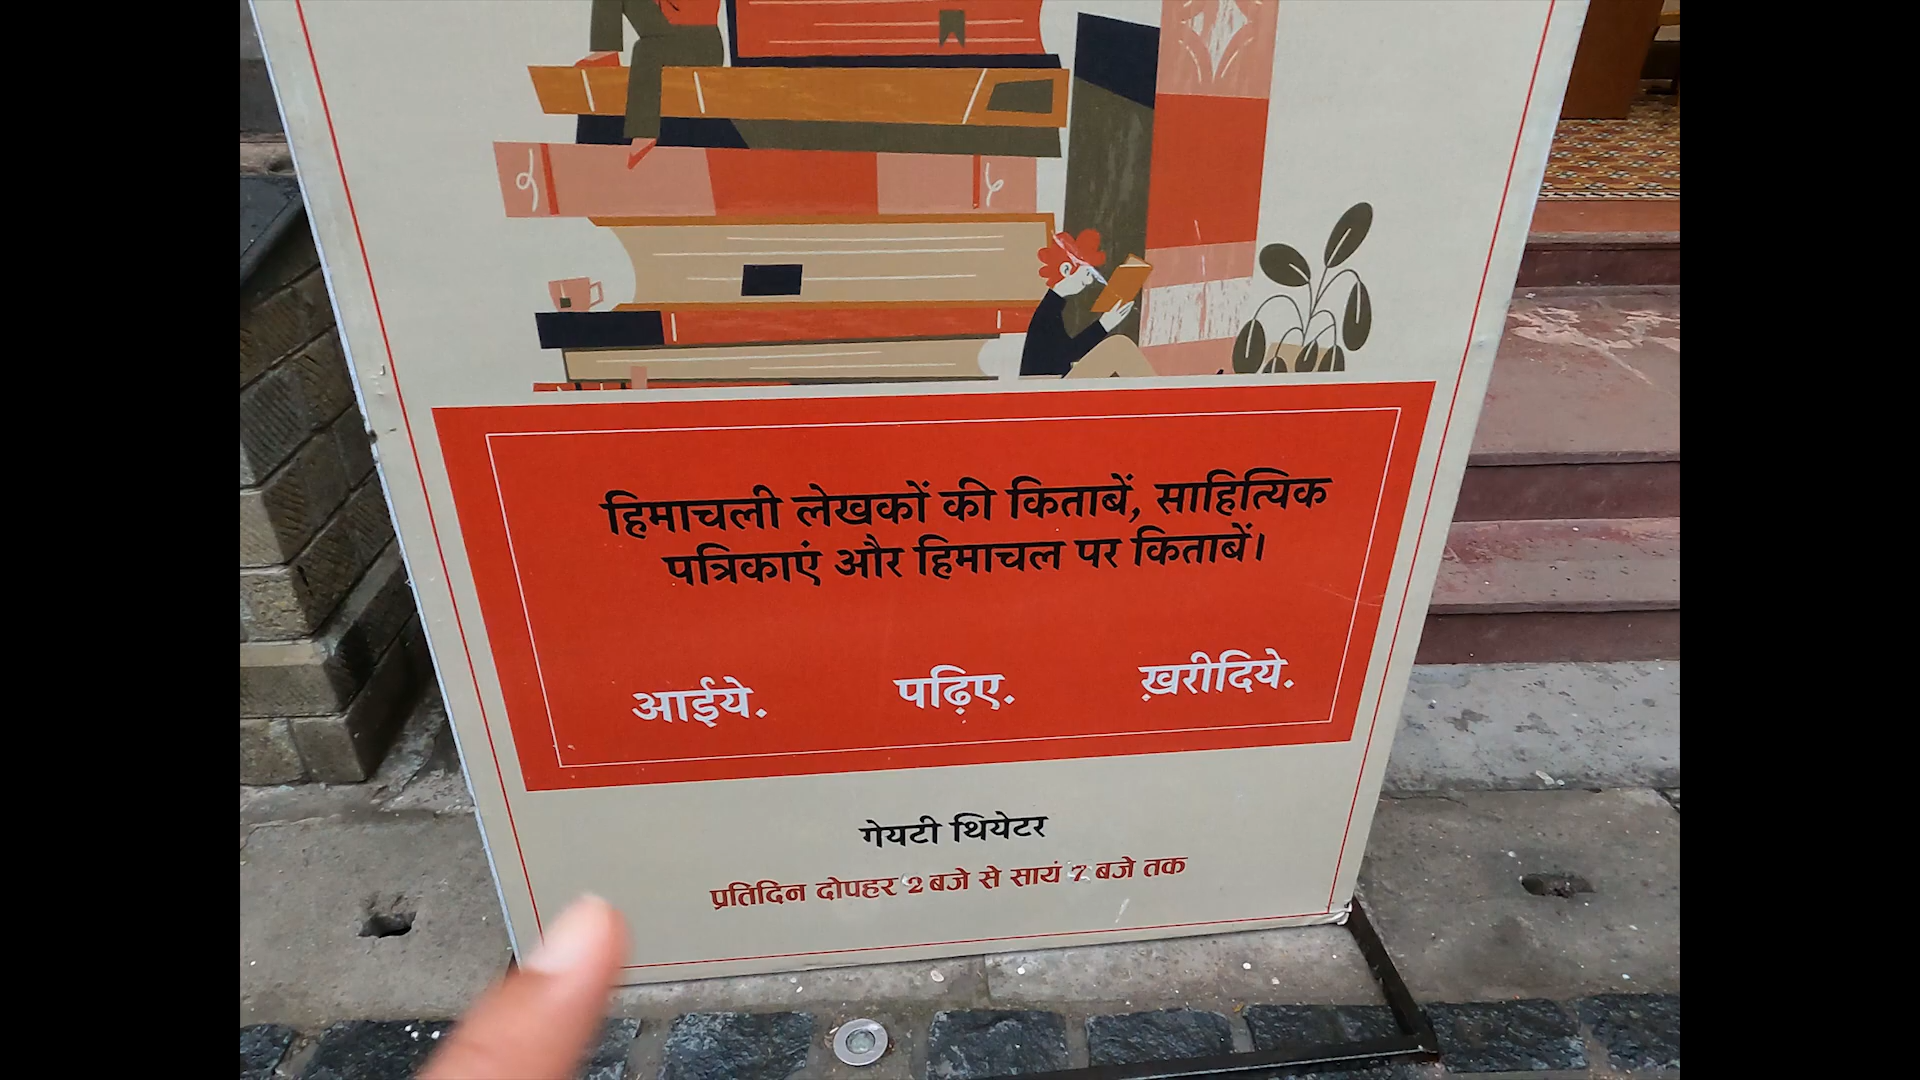 हिमाचली लेखकों की किताबें, साहित्यिक
पत्रिकाएं और हिमाचल पर किताबें।
आईये. पढ़िए. ख़रीदिये.
गेयटी थियेटर
प्रतिदिन दोपहर 2 बजे से सायं 7 बजे तक